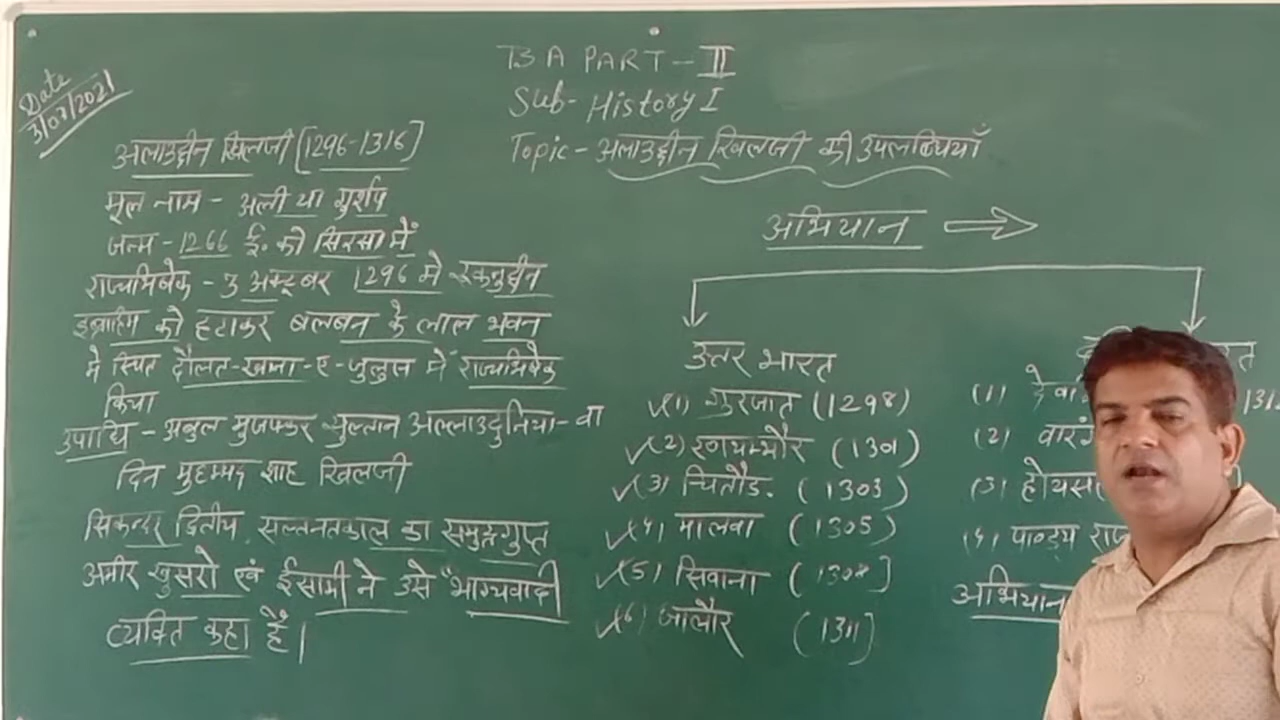 Date
3/07/2021
BA PART-II
Sub-History I
Topic-अलाउद्दीन खिलजी की उपलब्धियाँ
अलाउद्दीन खिलजी [1296-1316]
मूल नाम - अली या गुर्शप
जन्म - 1266 ई. को सिरसा में
राज्याभिषेक - 3 अक्टूबर 1296 मे रूकनुद्दीन
इब्राहिम को हटाकर बलबन के लाल भवन
मे स्थित दौलत-खाना-ए-जुलुस में राज्याभिषेक
किया
उपाधि - अबुल मुजफ्फर सुल्तान अल्लाउदुनिया-वा
दिन मुहम्मद शाह खिलजी
सिकन्दर द्वितीय, सल्तनतकाल का समुद्रगुप्त
अमीर खुसरो एवं ईसामी ने उसे "भाग्यवादी
व्यक्ति कहा हैं।
अभियान
उत्तर भारत
(1) गुरजात (1298)
(2) रणथम्भौर (1301)
(3) चितौड. (1303)
(4) मालवा (1305)
(5) सिवाना (1308]
(6) जालौर (1311]
(1)
(2)
(3)
(4) पाण्ड्य
अभियान